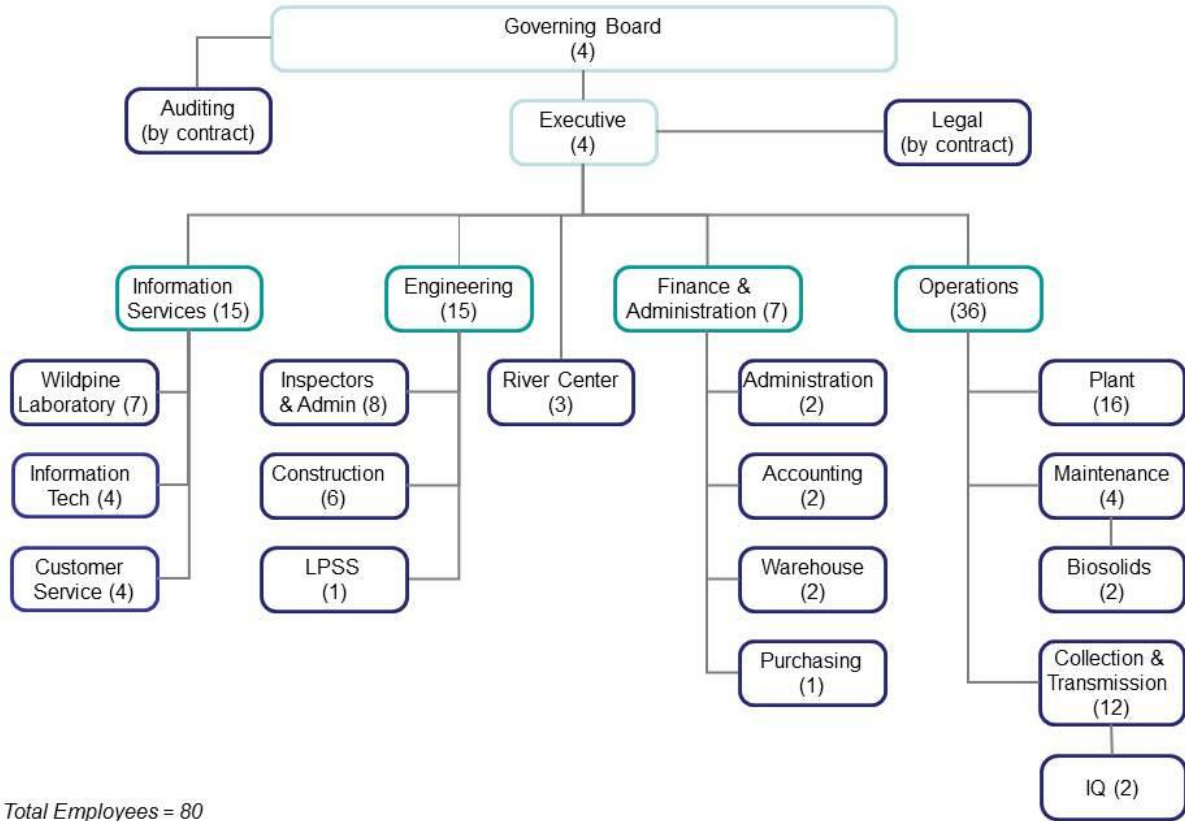 Governing Board
(4)
Auditing
(by contract)
Executive
(4)
Legal
(by contract)
Information
Services (15)
Engineering
(15)
Finance &
Administration (7)
Operations
(36)
Wildpine
Laboratory (7)
Inspectors
& Admin (8)
River Center
(3)
Administration
(2)
Plant
(16)
Information
Tech (4)
Construction
(6)
Accounting
(2)
Maintenance
(4)
Customer
Service (4)
LPSS
(1)
Warehouse
(2)
Biosolids
(2)
Purchasing
(1)
Collection &
Transmission
(12)
IQ (2)
Total Employees = 80